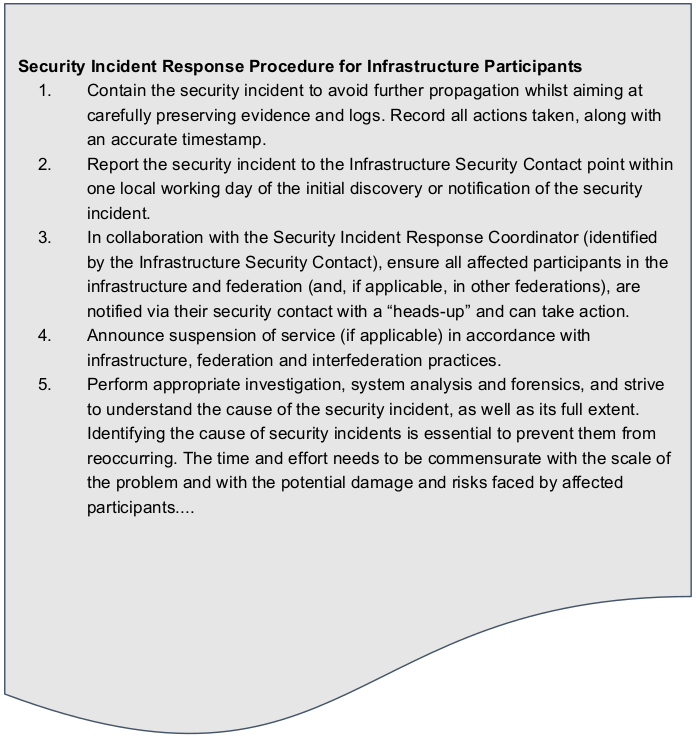 Security Incident Response Procedure for Infrastructure Participants
1. Contain the security incident to avoid further propagation whilst aiming at
carefully preserving evidence and logs. Record all actions taken, along with
an accurate timestamp.
2. Report the security incident to the Infrastructure Security Contact point within
one local working day of the initial discovery or notification of the security
incident.
3. In collaboration with the Security Incident Response Coordinator (identified
by the Infrastructure Security Contact), ensure all affected participants in the
infrastructure and federation (and, if applicable, in other federations), are
notified via their security contact with a “heads-up” and can take action.
4. Announce suspension of service (if applicable) in accordance with
infrastructure, federation and interfederation practices.
5. Perform appropriate investigation, system analysis and forensics, and strive
to understand the cause of the security incident, as well as its full extent.
Identifying the cause of security incidents is essential to prevent them from
reoccurring. The time and effort needs to be commensurate with the scale of
the problem and with the potential damage and risks faced by affected
participants....